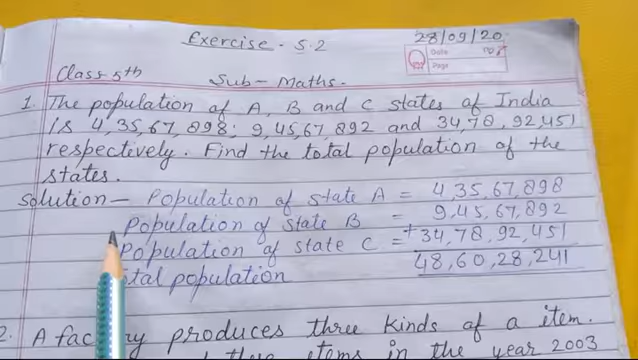 Exercise - 5.2
28/09/20
Date
Page
Class 5th
Sub - Maths.
1. The population of A, B and C states of India
is 4,35,67,898; 9,45,67,892 and 34,78,92,451
respectively. Find the total population of the
states.
Solution - Population of state A = 4,35,67,898
Population of state B = 9,45,67,892
Population of state C = +34,78,92,451
tal population 48,60,28,241
2. A fac y produces three kinds of a item.
items in the year 2003